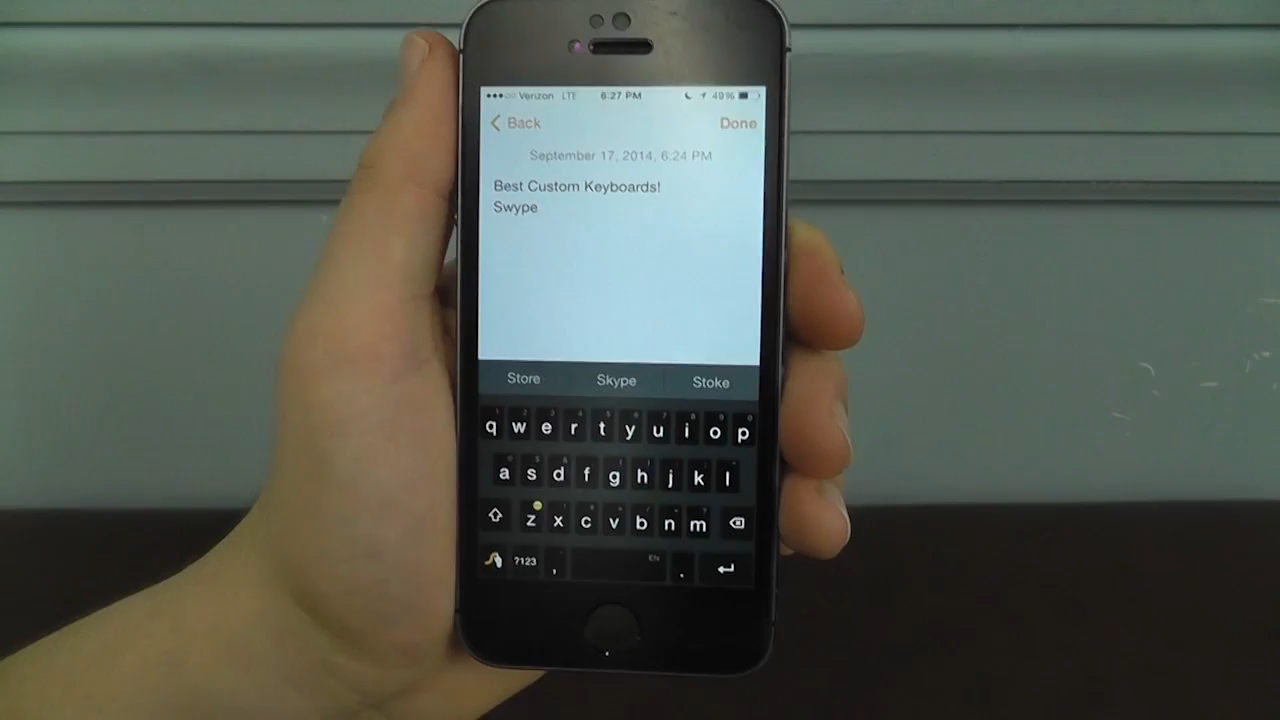 Verizon LTE 6:27 PM 49%
Back Done
September 17, 2014, 6:24 PM
Best Custom Keyboards!
Swype
Store Skype Stoke
q w e r t y u i o p
a s d f g h j k l
z x c v b n m
?123 , EN .